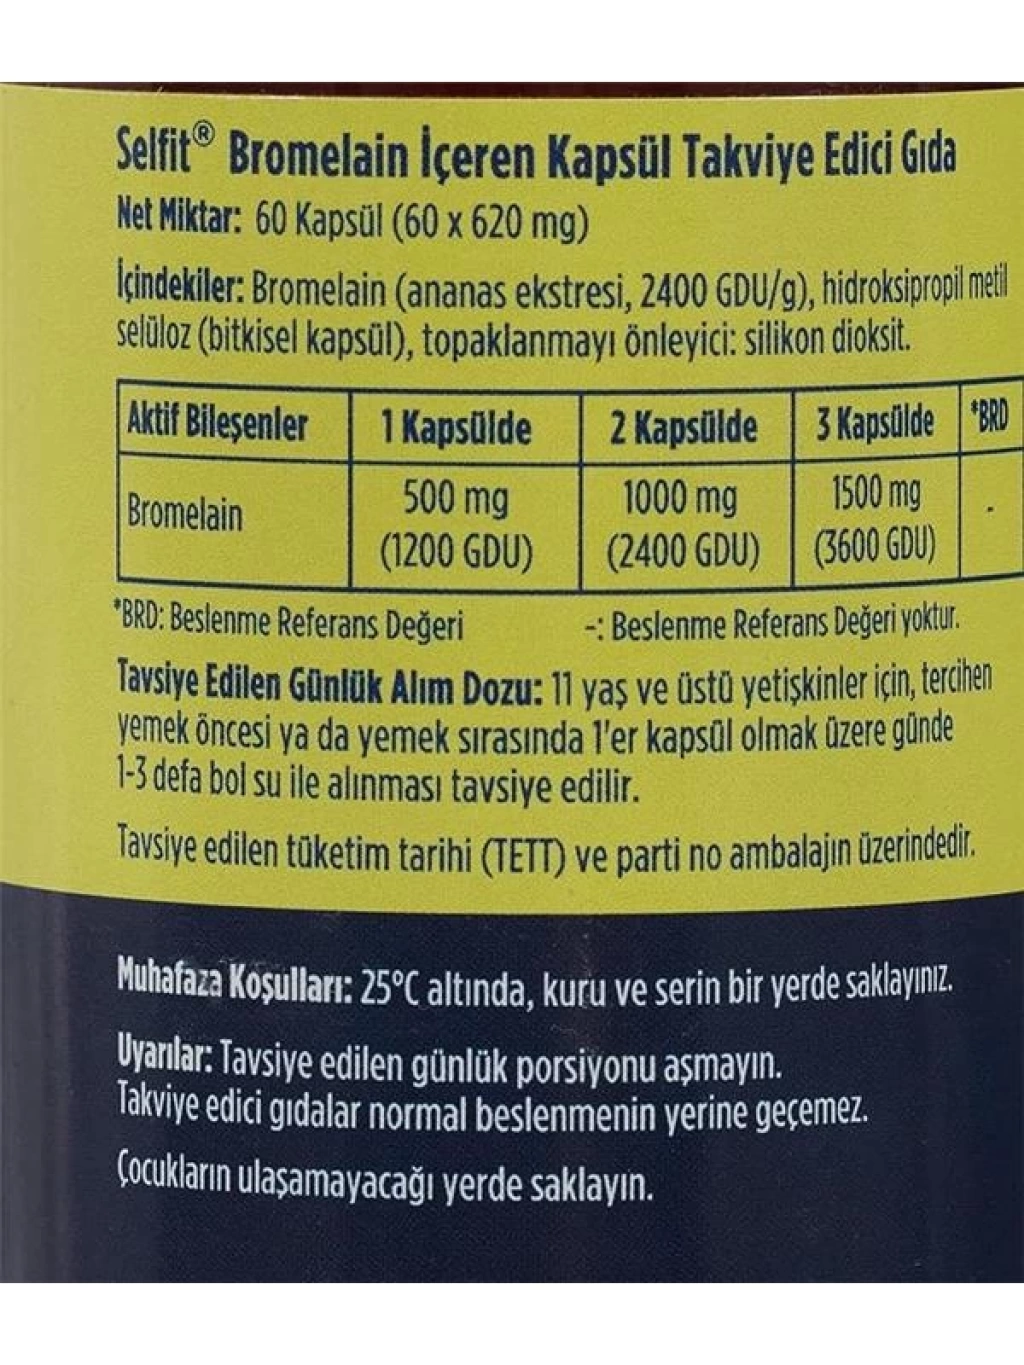 Selfit® Bromelain İçeren Kapsül Takviye Edici Gıda
Net Miktar: 60 Kapsül (60 x 620 mg)
İçindekiler: Bromelain (ananas ekstresi, 2400 GDU/g), hidroksipropil metil
selüloz (bitkisel kapsül), topaklanmayı önleyici: silikon dioksit.
Aktif Bileşenler 1 Kapsülde 2 Kapsülde 3 Kapsülde *BRD
Bromelain 500 mg 1000 mg 1500 mg -
(1200 GDU) (2400 GDU) (3600 GDU)
*BRD: Beslenme Referans Değeri -: Beslenme Referans Değeri yoktur.
Tavsiye Edilen Günlük Alım Dozu: 11 yaş ve üstü yetişkinler için, tercihen
yemek öncesi ya da yemek sırasında 1'er kapsül olmak üzere günde
1-3 defa bol su ile alınması tavsiye edilir.
Tavsiye edilen tüketim tarihi (TETT) ve parti no ambalajın üzerindedir.
Muhafaza Koşulları: 25°C altında, kuru ve serin bir yerde saklayınız.
Uyarılar: Tavsiye edilen günlük porsiyonu aşmayın.
Takviye edici gıdalar normal beslenmenin yerine geçemez.
Çocukların ulaşamayacağı yerde saklayın.